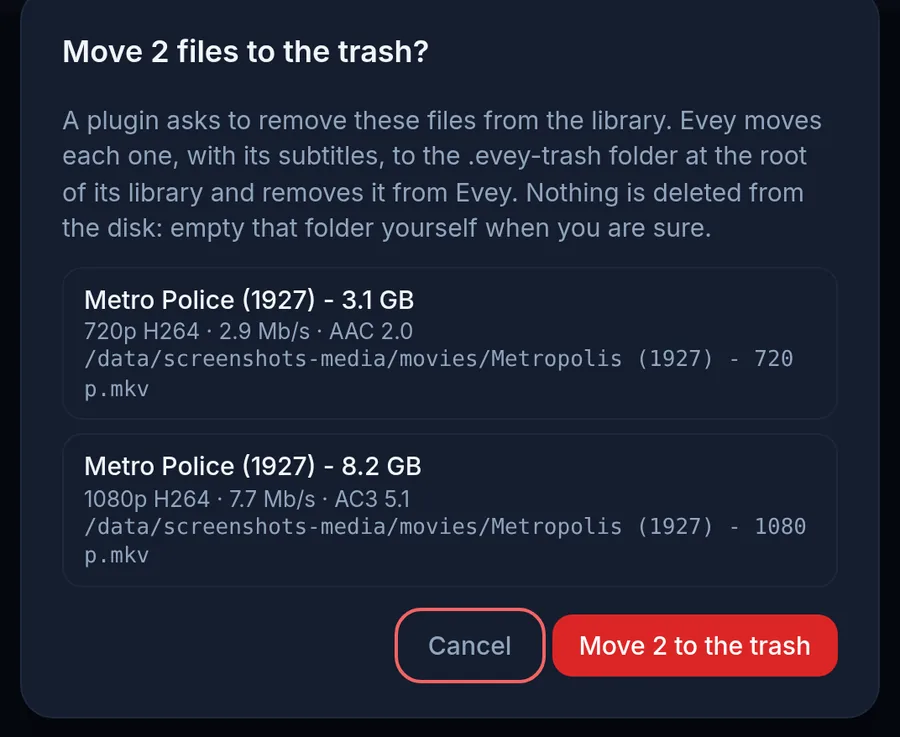 Move 2 files to the trash?
A plugin asks to remove these files from the library. Evey moves
each one, with its subtitles, to the .evey-trash folder at the root
of its library and removes it from Evey. Nothing is deleted from
the disk: empty that folder yourself when you are sure.
Metro Police (1927) - 3.1 GB
720p H264 · 2.9 Mb/s · AAC 2.0
/data/screenshots-media/movies/Metropolis (1927) - 720
p.mkv
Metro Police (1927) - 8.2 GB
1080p H264 · 7.7 Mb/s · AC3 5.1
/data/screenshots-media/movies/Metropolis (1927) - 1080
p.mkv
Cancel
Move 2 to the trash